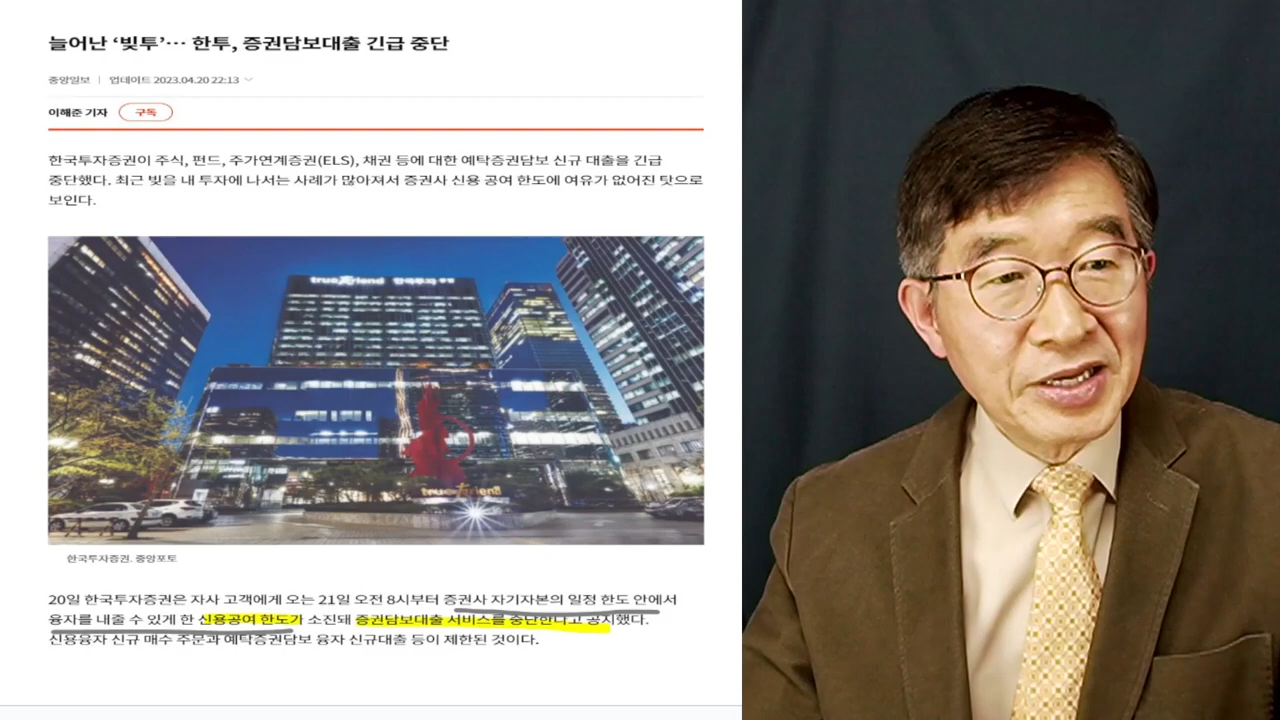 늘어난 ‘빚투’… 한투, 증권담보대출 긴급 중단
중앙일보 | 업데이트 2023.04.20 22:13
이해준 기자 구독
한국투자증권이 주식, 펀드, 주가연계증권(ELS), 채권 등에 대한 예탁증권담보 신규 대출을 긴급
중단했다. 최근 빚을 내 투자에 나서는 사례가 많아져서 증권사 신용 공여 한도에 여유가 없어진 탓으로
보인다.
true friend 한국투자증권
true friend
한국투자증권. 중앙포토
20일 한국투자증권은 자사 고객에게 오는 21일 오전 8시부터 증권사 자기자본의 일정 한도 안에서
융자를 내줄 수 있게 한 신용공여 한도가 소진돼 증권담보대출 서비스를 중단한다고 공지했다.
신용융자 신규 매수 주문과 예탁증권담보 융자 신규대출 등이 제한된 것이다.